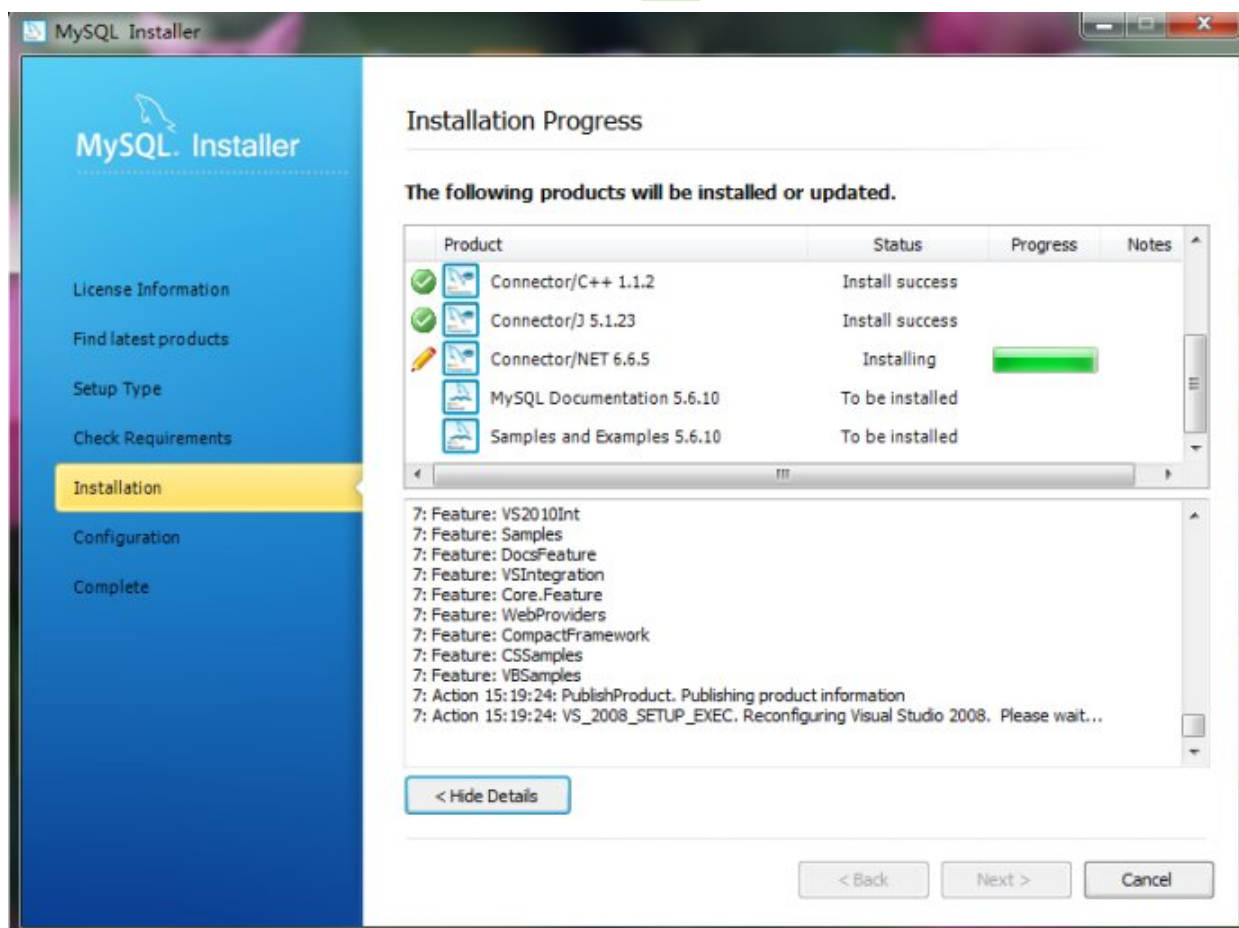 MySQL Installer
MySQL. Installer
License Information
Find latest products
Setup Type
Check Requirements
Installation
Configuration
Complete
Installation Progress
The following products will be installed or updated.
Product Status Progress Notes
Connector/C++ 1.1.2 Install success
Connector/J 5.1.23 Install success
Connector/NET 6.6.5 Installing
MySQL Documentation 5.6.10 To be installed
Samples and Examples 5.6.10 To be installed
7: Feature: VS2010Int
7: Feature: Samples
7: Feature: DocsFeature
7: Feature: VSIntegration
7: Feature: Core.Feature
7: Feature: WebProviders
7: Feature: CompactFramework
7: Feature: CSSamples
7: Feature: VBSamples
7: Action 15:19:24: PublishProduct. Publishing product information
7: Action 15:19:24: VS_2008_SETUP_EXEC. Reconfiguring Visual Studio 2008. Please wait...
< Hide Details
< Back Next > Cancel